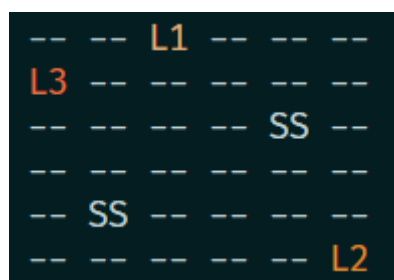 -- -- L1 -- -- --
L3 -- -- -- -- --
-- -- -- -- SS --
-- -- -- -- -- --
-- SS -- -- -- --
-- -- -- -- -- L2